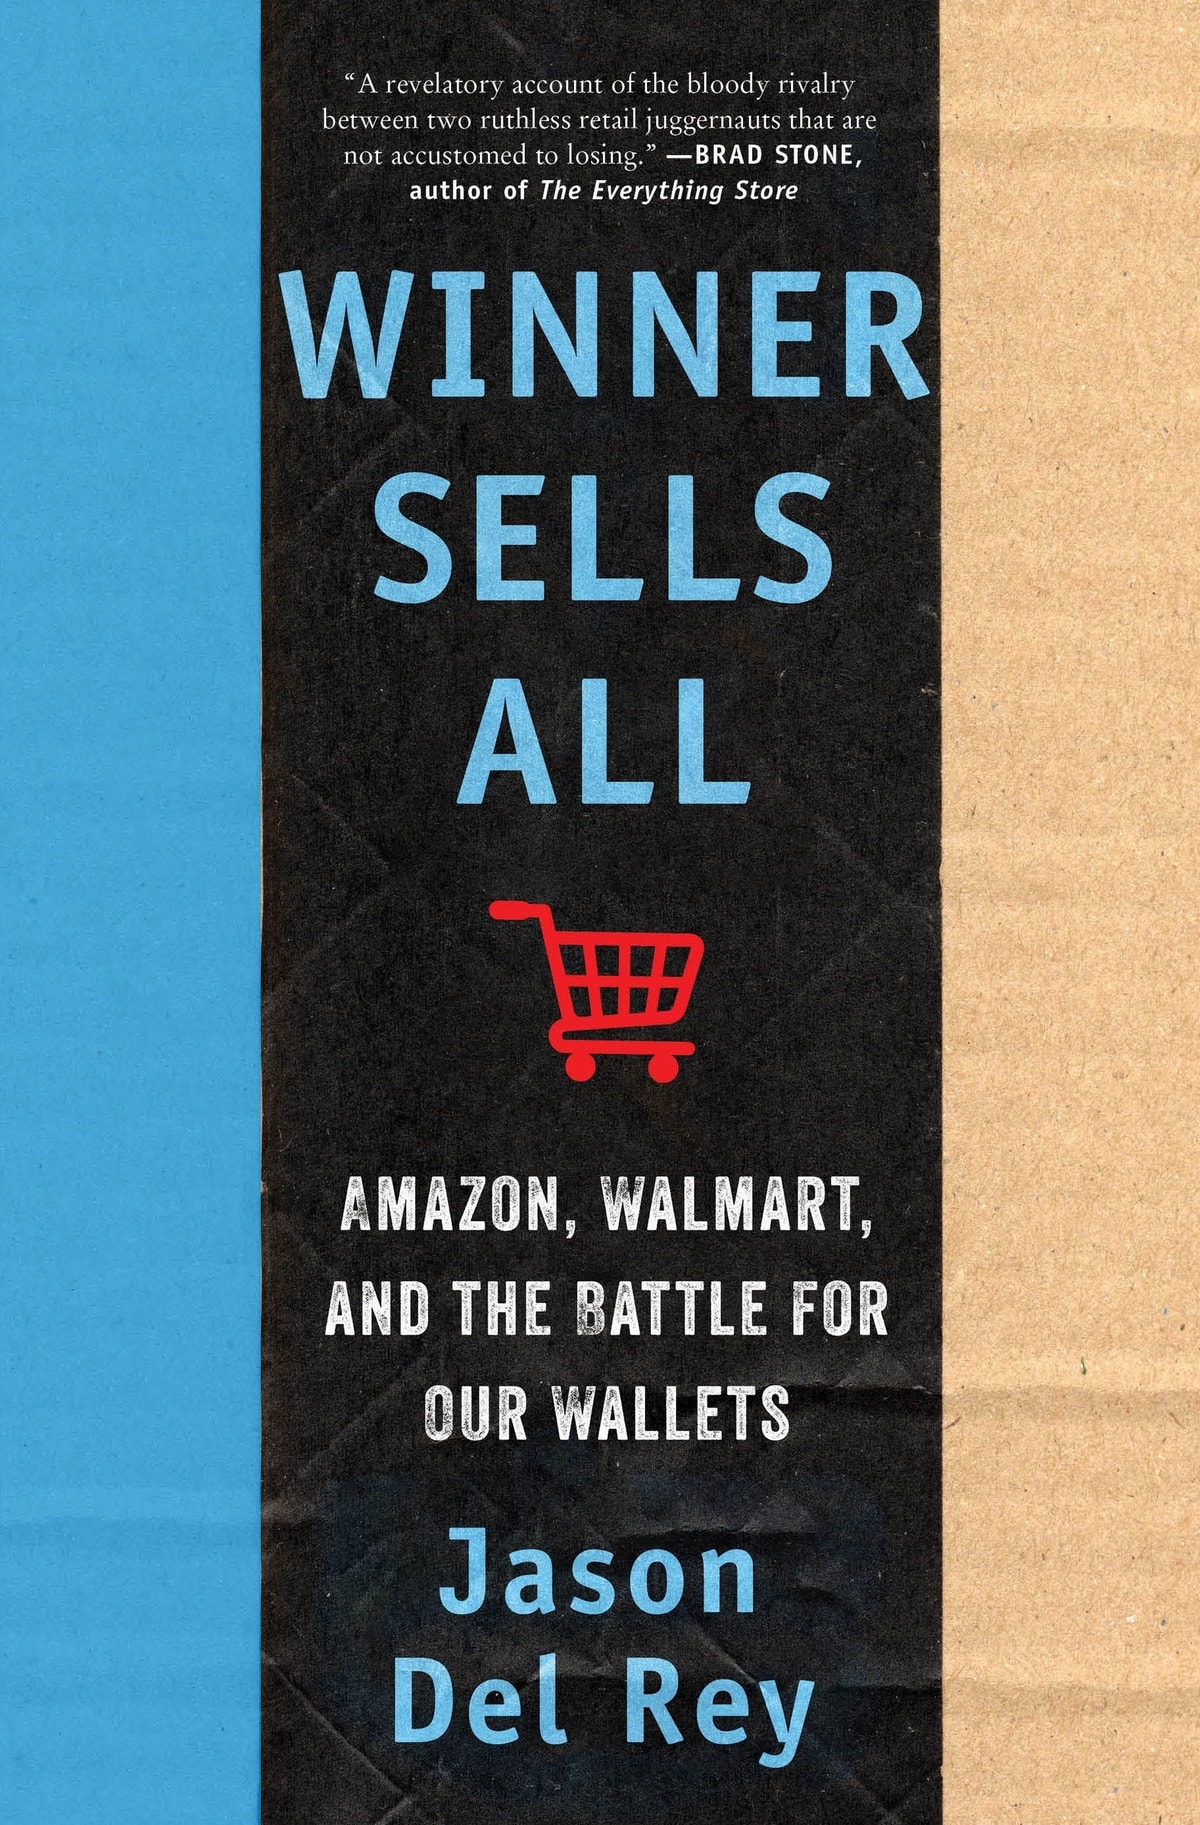 “A revelatory account of the bloody rivalry
between two ruthless retail juggernauts that are
not accustomed to losing.” —BRAD STONE,
author of The Everything Store
WINNER
SELLS
ALL
AMAZON, WALMART,
AND THE BATTLE FOR
OUR WALLETS
Jason
Del Rey